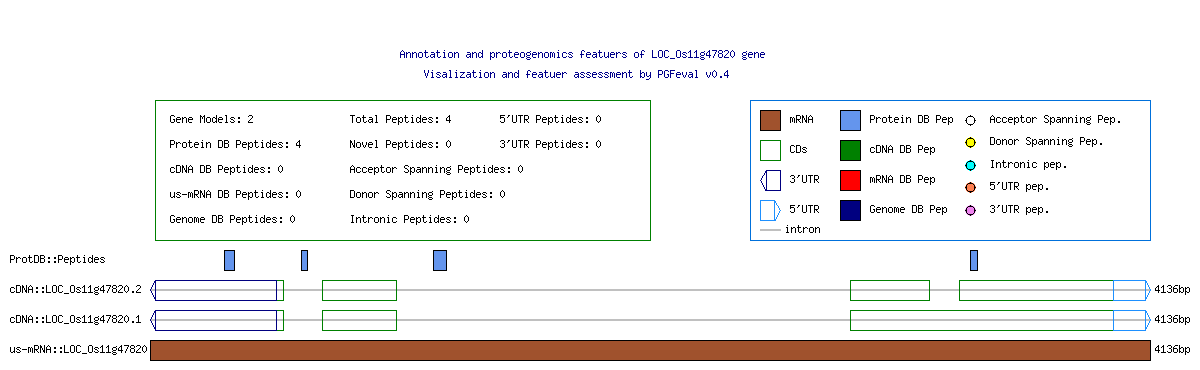 Annotation and proteogenomics featuers of LOC_Os11g47820 gene
Visalization and featuer assessment by PGFeval v0.4
Gene Models: 2 Total Peptides: 4 5'UTR Peptides: 0
Protein DB Peptides: 4 Novel Peptides: 0 3'UTR Peptides: 0
cDNA DB Peptides: 0 Acceptor Spanning Peptides: 0
us-mRNA DB Peptides: 0 Donor Spanning Peptides: 0
Genome DB Peptides: 0 Intronic Peptides: 0
mRNA Protein DB Pep Acceptor Spanning Pep.
CDs cDNA DB Pep Donor Spanning Pep.
3'UTR mRNA DB Pep Intronic pep.
5'UTR Genome DB Pep 5'UTR pep.
intron 3'UTR pep.
ProtDB::Peptides
cDNA::LOC_Os11g47820.2 4136bp
cDNA::LOC_Os11g47820.1 4136bp
us-mRNA::LOC_Os11g47820 4136bp